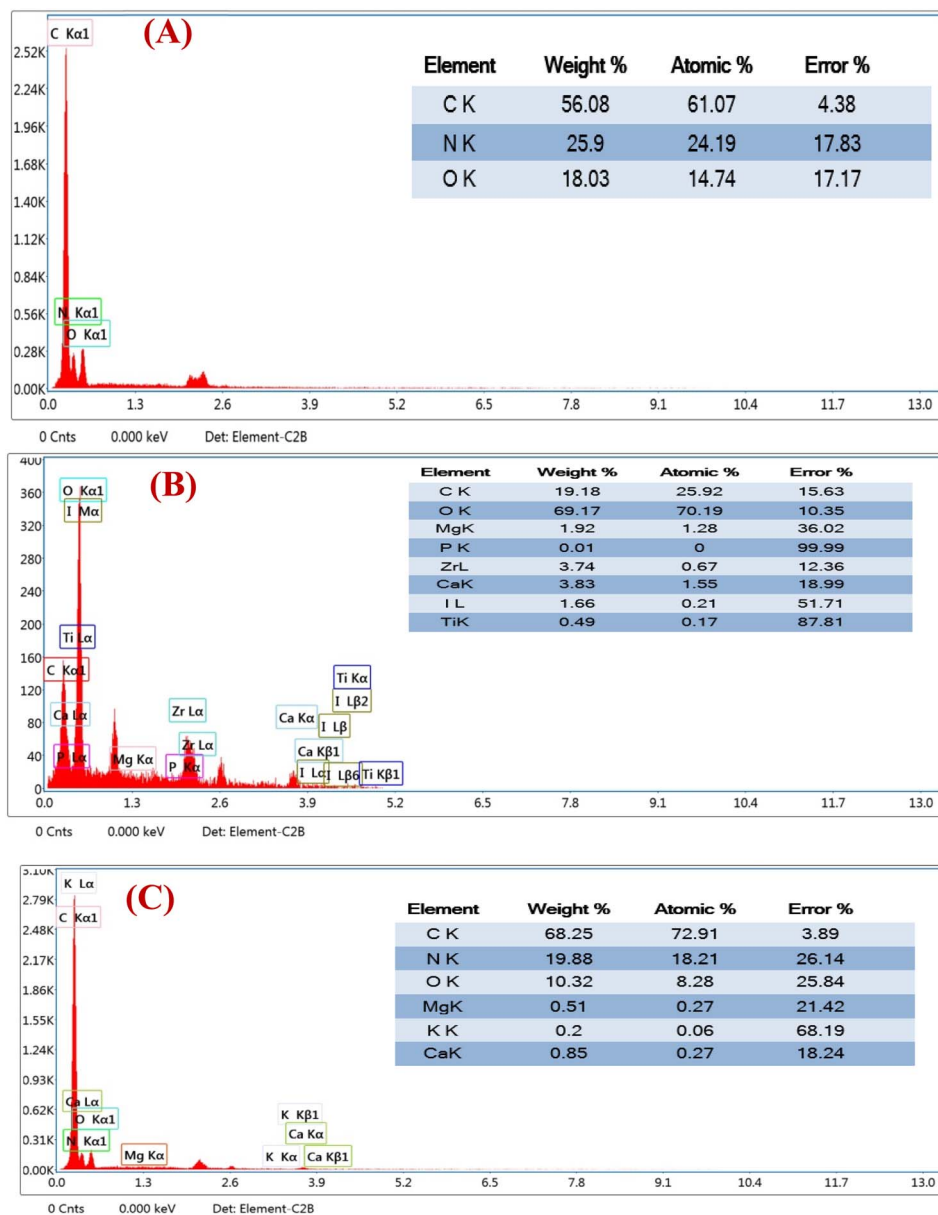 (A)
C Kα1
2.52K
2.24K
1.96K
1.68K
1.40K
1.12K
0.84K
0.56K
0.28K
0.00K
N Kα1
O Kα1
Element Weight % Atomic % Error %
C K 56.08 61.07 4.38
N K 25.9 24.19 17.83
O K 18.03 14.74 17.17
0.0 1.3 2.6 3.9 5.2 6.5 7.8 9.1 10.4 11.7 13.0
0 Cnts 0.000 keV Det: Element-C2B
(B)
400
360
320
280
240
200
160
120
80
40
0
O Kα1
I Mα
Ti Lα
C Kα1
Ca Lα
P Lα
Mg Kα
Zr Lα
Zr Lα
P Kα
Ca Kα
Ca Kβ1
I Lα
Ti Kα
I Lβ2
I Lβ
I Lβ6
Ti Kβ1
Element Weight % Atomic % Error %
C K 19.18 25.92 15.63
O K 69.17 70.19 10.35
MgK 1.92 1.28 36.02
P K 0.01 0 99.99
ZrL 3.74 0.67 12.36
CaK 3.83 1.55 18.99
I L 1.66 0.21 51.71
TiK 0.49 0.17 87.81
0.0 1.3 2.6 3.9 5.2 6.5 7.8 9.1 10.4 11.7 13.0
0 Cnts 0.000 keV Det: Element-C2B
(C)
3.10K
2.79K
2.48K
2.17K
1.86K
1.55K
1.24K
0.93K
0.62K
0.31K
0.00K
K Lα
C Kα1
Ca Lα
O Kα1
N Kα1
Mg Kα
K Kβ1
Ca Kα
K Kα
Ca Kβ1
Element Weight % Atomic % Error %
C K 68.25 72.91 3.89
N K 19.88 18.21 26.14
O K 10.32 8.28 25.84
MgK 0.51 0.27 21.42
K K 0.2 0.06 68.19
CaK 0.85 0.27 18.24
0.0 1.3 2.6 3.9 5.2 6.5 7.8 9.1 10.4 11.7 13.0
0 Cnts 0.000 keV Det: Element-C2B